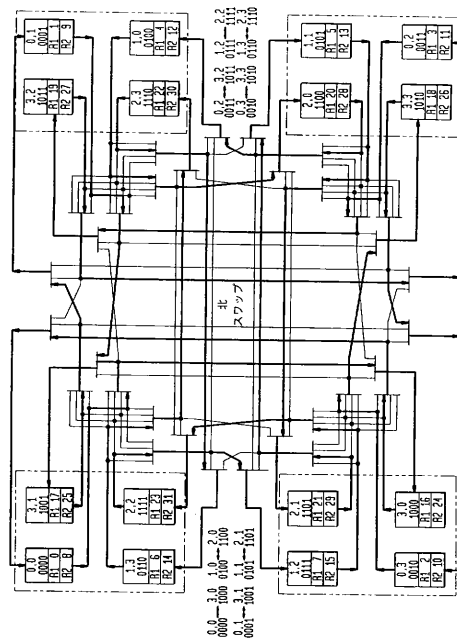 0.1
0001
R1 1
R2 9
3.2
1011
R1 19
R2 27
1.0
0100
R1 4
R2 12
2.3
1110
R1 22
R2 30
0.0 3.0 1.0 2.0
0000 1000 0100 1100
0.1 3.1 1.1 2.1
0001 1001 0101 1101
0.2 3.2 1.2 2.2
0011 1011 0111 1111
2.3 1.3 2.3
0010 1010 0110 1110
1.1
0101
R1 5
R2 13
2.0
1100
R1 20
R2 28
0.2
0011
R1 3
R2 11
3.3
1010
R1 18
R2 26
北
スワップ
3.1
1001
R1 17
R2 25
0.0
0000
R1 0
R2 8
2.2
1111
R1 23
R2 31
1.3
0110
R1 6
R2 14
2.1
1101
R1 21
R2 29
1.2
0111
R1 7
R2 15
3.0
1000
R1 16
R2 24
0.3
0010
R1 2
R2 10